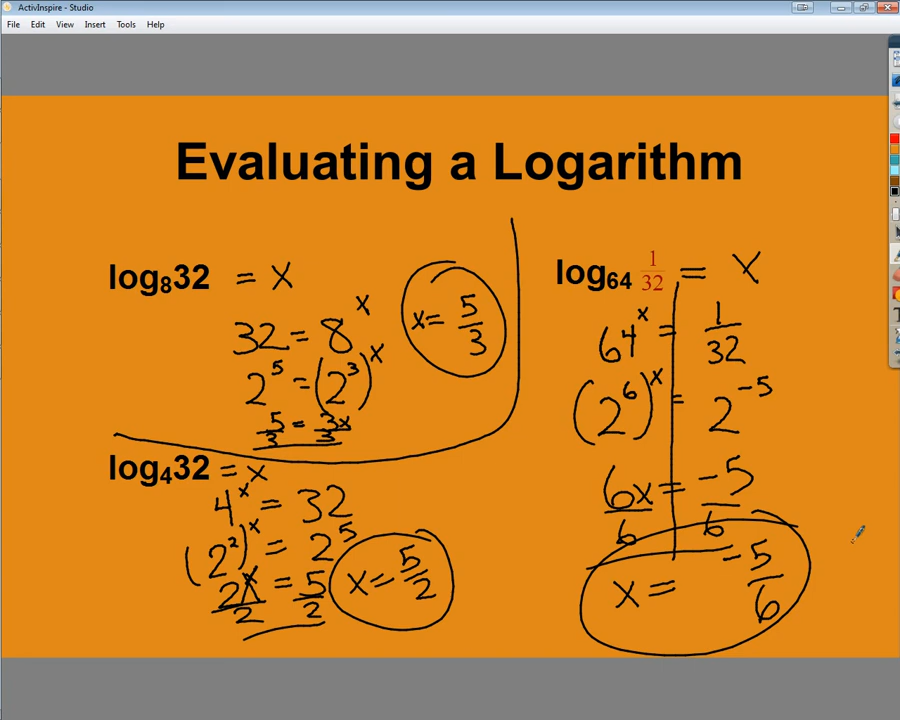 ActivInspire - Studio
File Edit View Insert Tools Help
Evaluating a Logarithm
log₈32 = x
32 = 8ˣ
2⁵ = (2³)ˣ
5/3 = 3x/3
x = 5/3
log₄32 = x
4ˣ = 32
(2²)ˣ = 2⁵
2x/2 = 5/2
x = 5/2
log₆₄ 1/32 = x
64ˣ = 1/32
(2⁶)ˣ = 2⁻⁵
6x/6 = -5/6
x = -5/6